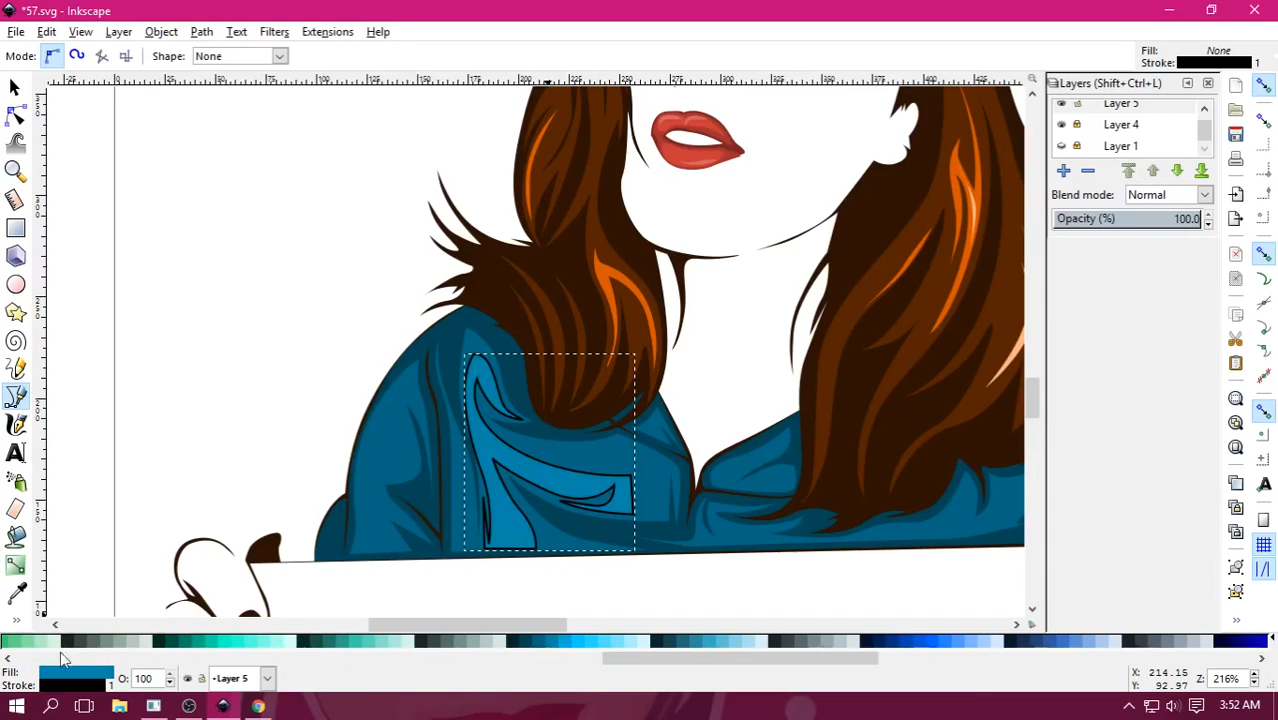 *57.svg - Inkscape
File Edit View Layer Object Path Text Filters Extensions Help
Mode: Shape: None Fill: None
Stroke: 1
Layers (Shift+Ctrl+L)
Layer 5
Layer 4
Layer 1
Blend mode: Normal
Opacity (%) 100.0
Fill: O: 100 Layer 5 X: 214.15 Z: 216%
Stroke: 1 Y: 92.97
3:52 AM